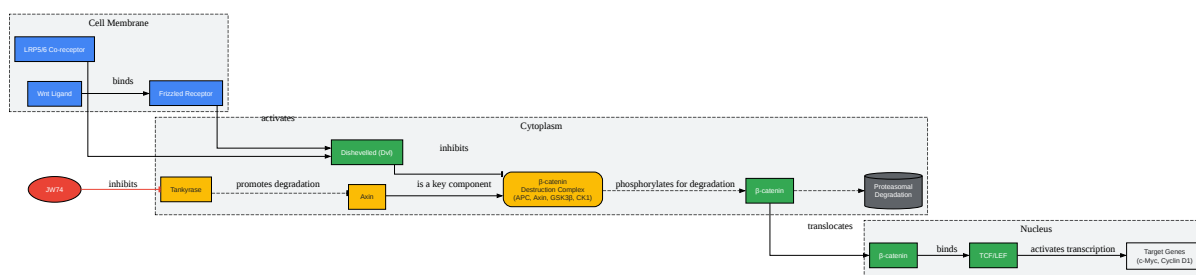 Cell Membrane
LRP5/6 Co-receptor
Wnt Ligand
binds
Frizzled Receptor
activates
Cytoplasm
Dishevelled (Dvl)
inhibits
JW74
inhibits
Tankyrase
promotes degradation
Axin
is a key component
β-catenin
Destruction Complex
(APC, Axin, GSK3β, CK1)
phosphorylates for degradation
β-catenin
Proteasomal
Degradation
translocates
Nucleus
β-catenin
binds
TCF/LEF
activates transcription
Target Genes
(c-Myc, Cyclin D1)